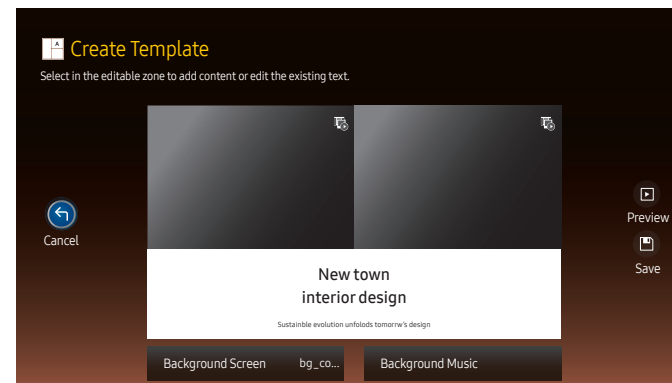 A
Create Template
Select in the editable zone to add content or edit the existing text.
Cancel
Preview
Save
New town
interior design
Sustainble evolution unfolods tomorrw's design
Background Screen bg_co...
Background Music